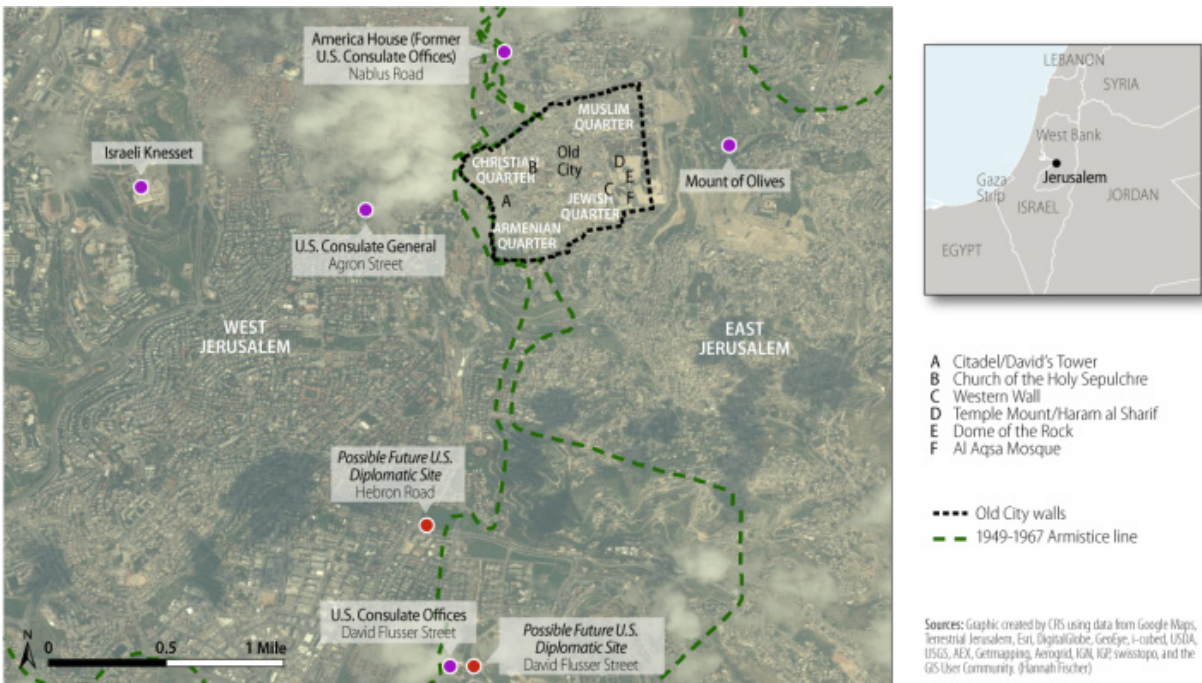 America House (Former
U.S. Consulate Offices)
Nablus Road
Israeli Knesset
U.S. Consulate General
Agron Street
MUSLIM
QUARTER
CHRISTIAN
QUARTER
B
Old
City
D
E
C
F
A
JEWISH
QUARTER
ARMENIAN
QUARTER
Mount of Olives
WEST
JERUSALEM
EAST
JERUSALEM
Possible Future U.S.
Diplomatic Site
Hebron Road
U.S. Consulate Offices
David Flusser Street
Possible Future U.S.
Diplomatic Site
David Flusser Street
N
0 0.5 1 Mile
LEBANON
SYRIA
West Bank
Jerusalem
Gaza
Strip
ISRAEL
JORDAN
EGYPT
A Citadel/David's Tower
B Church of the Holy Sepulchre
C Western Wall
D Temple Mount/Haram al Sharif
E Dome of the Rock
F Al Aqsa Mosque
Old City walls
1949-1967 Armistice line
Sources: Graphic created by CRS using data from Google Maps,
Terrestrial Jerusalem, Esri, DigitalGlobe, GeoEye, i-cubed, USDA,
USGS, AEX, Getmapping, Aerogrid, IGN, IGP, swisstopo, and the
GIS User Community. (Hannah Fischer)